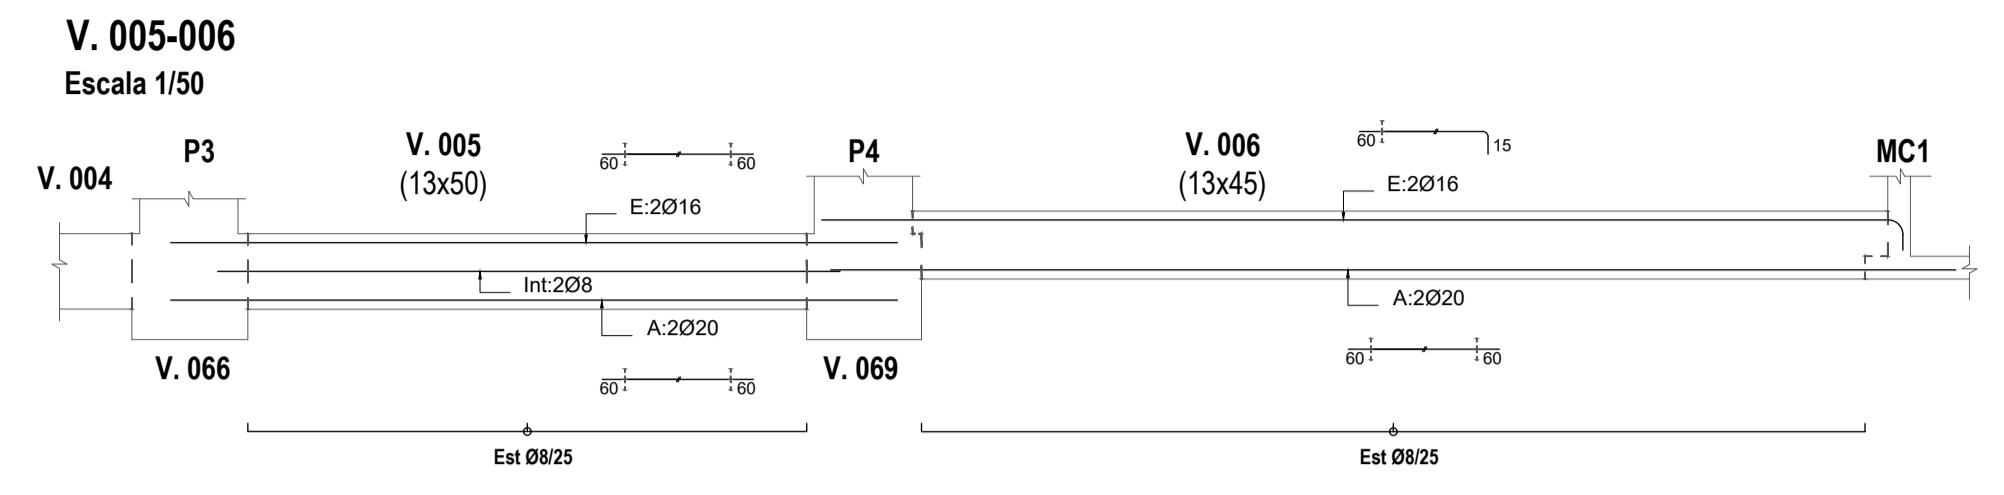 V. 005-006
Escala 1/50
V. 004
P3
V. 005
(13x50)
60
60
P4
V. 006
(13x45)
60
15
MC1
E:2Ø16
E:2Ø16
Int:2Ø8
A:2Ø20
A:2Ø20
V. 066
60
60
V. 069
60
60
Est Ø8/25
Est Ø8/25